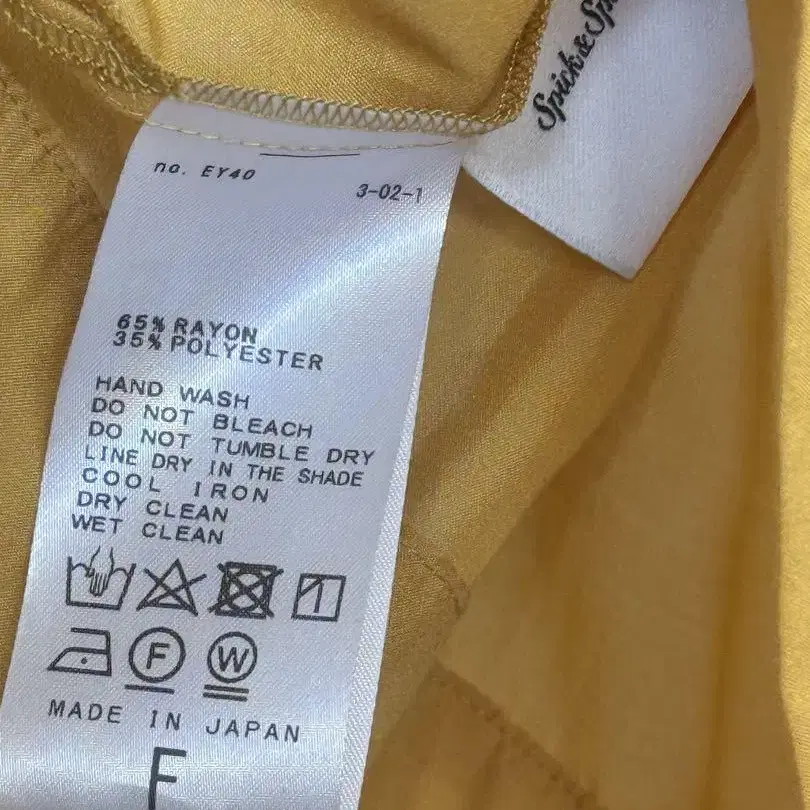 Spick & Sp
no. EY40
3-02-1
65% RAYON
35% POLYESTER
HAND WASH
DO NOT BLEACH
DO NOT TUMBLE DRY
LINE DRY IN THE SHADE
COOL IRON
DRY CLEAN
WET CLEAN
F W
MADE IN JAPAN
F